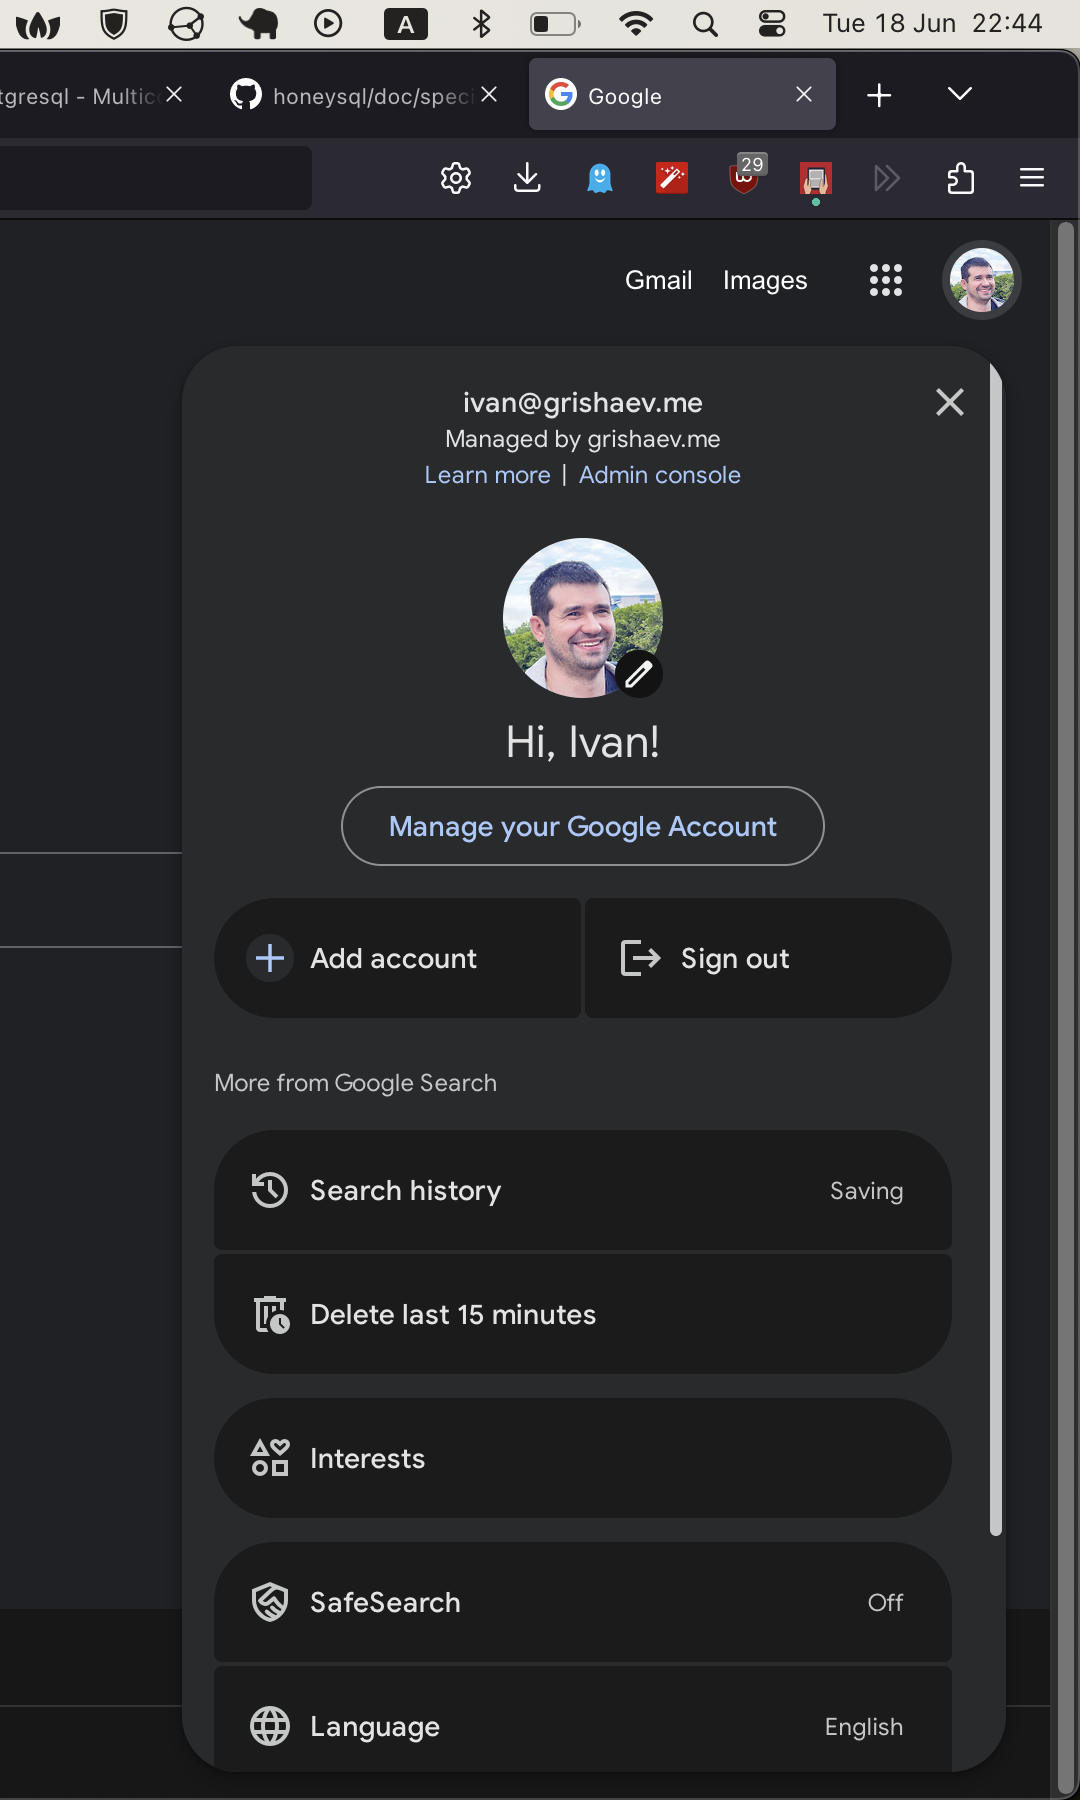 A
Tue 18 Jun 22:44
tgresql - Multico
honeysql/doc/speci
Google
29
Gmail Images
ivan@grishaev.me
Managed by grishaev.me
Learn more | Admin console
Hi, Ivan!
Manage your Google Account
Add account
Sign out
More from Google Search
Search history
Saving
Delete last 15 minutes
Interests
SafeSearch
Off
Language
English